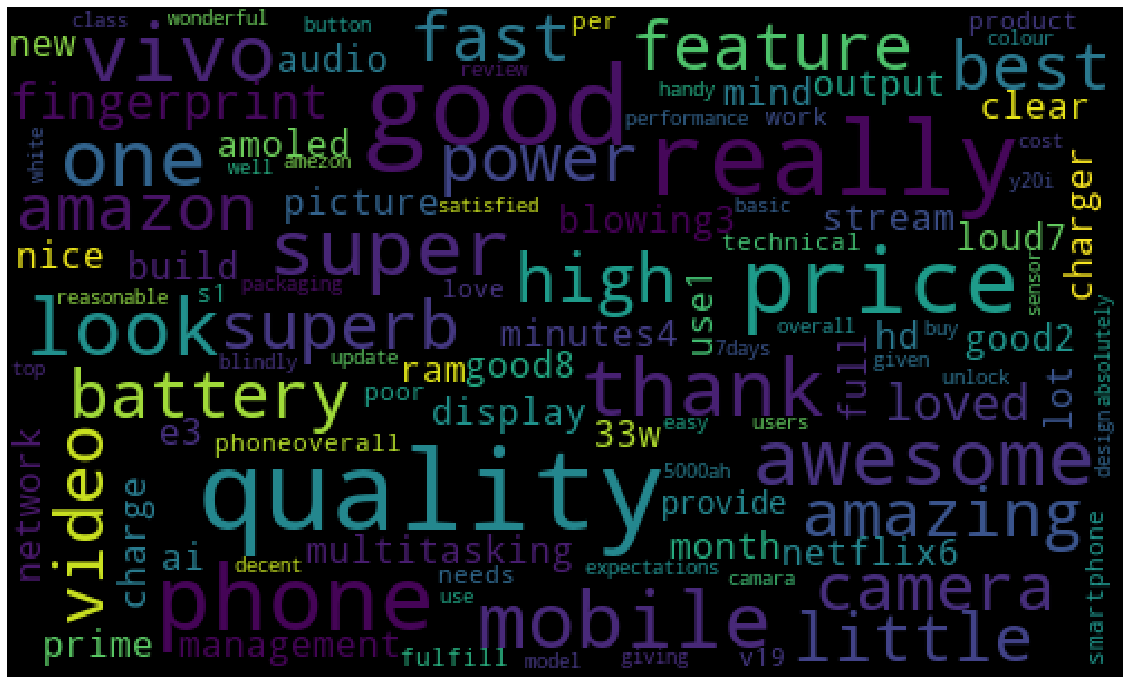 class wonderful button per product
new vivo audio fast feature colour best
review
fingerprint good handy mind output clear
performance work
one amoled power really cost
white well amezon y20i
amazon picture satisfied blowing3 basic stream loud7 charger
nice build super technical sensor
packaging love high price
reasonable s1 use1
look superb minutes4 overall hd buy good2 absolutely
7days
top blindly update ram good8 thank full given unlock
battery poor display loved lot
e3 33w easy users design
network video phoneoverall awesome
quality 5000ah
charge provide amazing
ai multitasking month netflix6 smartphone
decent needs expectations camara
phone use mobile camera
prime management fulfill model giving v19 little